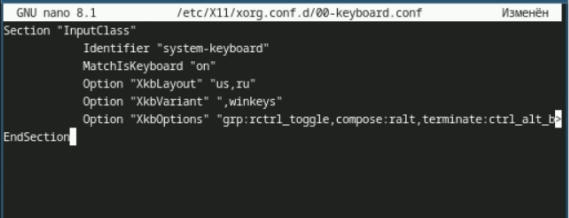 GNU nano 8.1 /etc/X11/xorg.conf.d/00-keyboard.conf Изменён
Section "InputClass"
Identifier "system-keyboard"
MatchIsKeyboard "on"
Option "XkbLayout" "us,ru"
Option "XkbVariant" ",winkeys"
Option "XkbOptions" "grp:rctrl_toggle,compose:ralt,terminate:ctrl_alt_b>
EndSection